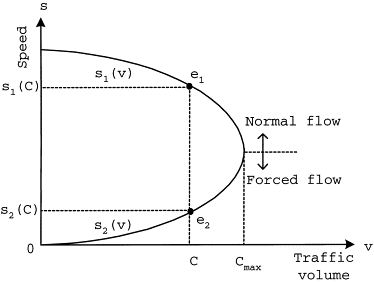 s
Speed
s₁(v)
e₁
s₁(C)
Normal flow
Forced flow
s₂(C)
s₂(v)
e₂
0
C
Cₘₐₓ
Traffic
volume
v